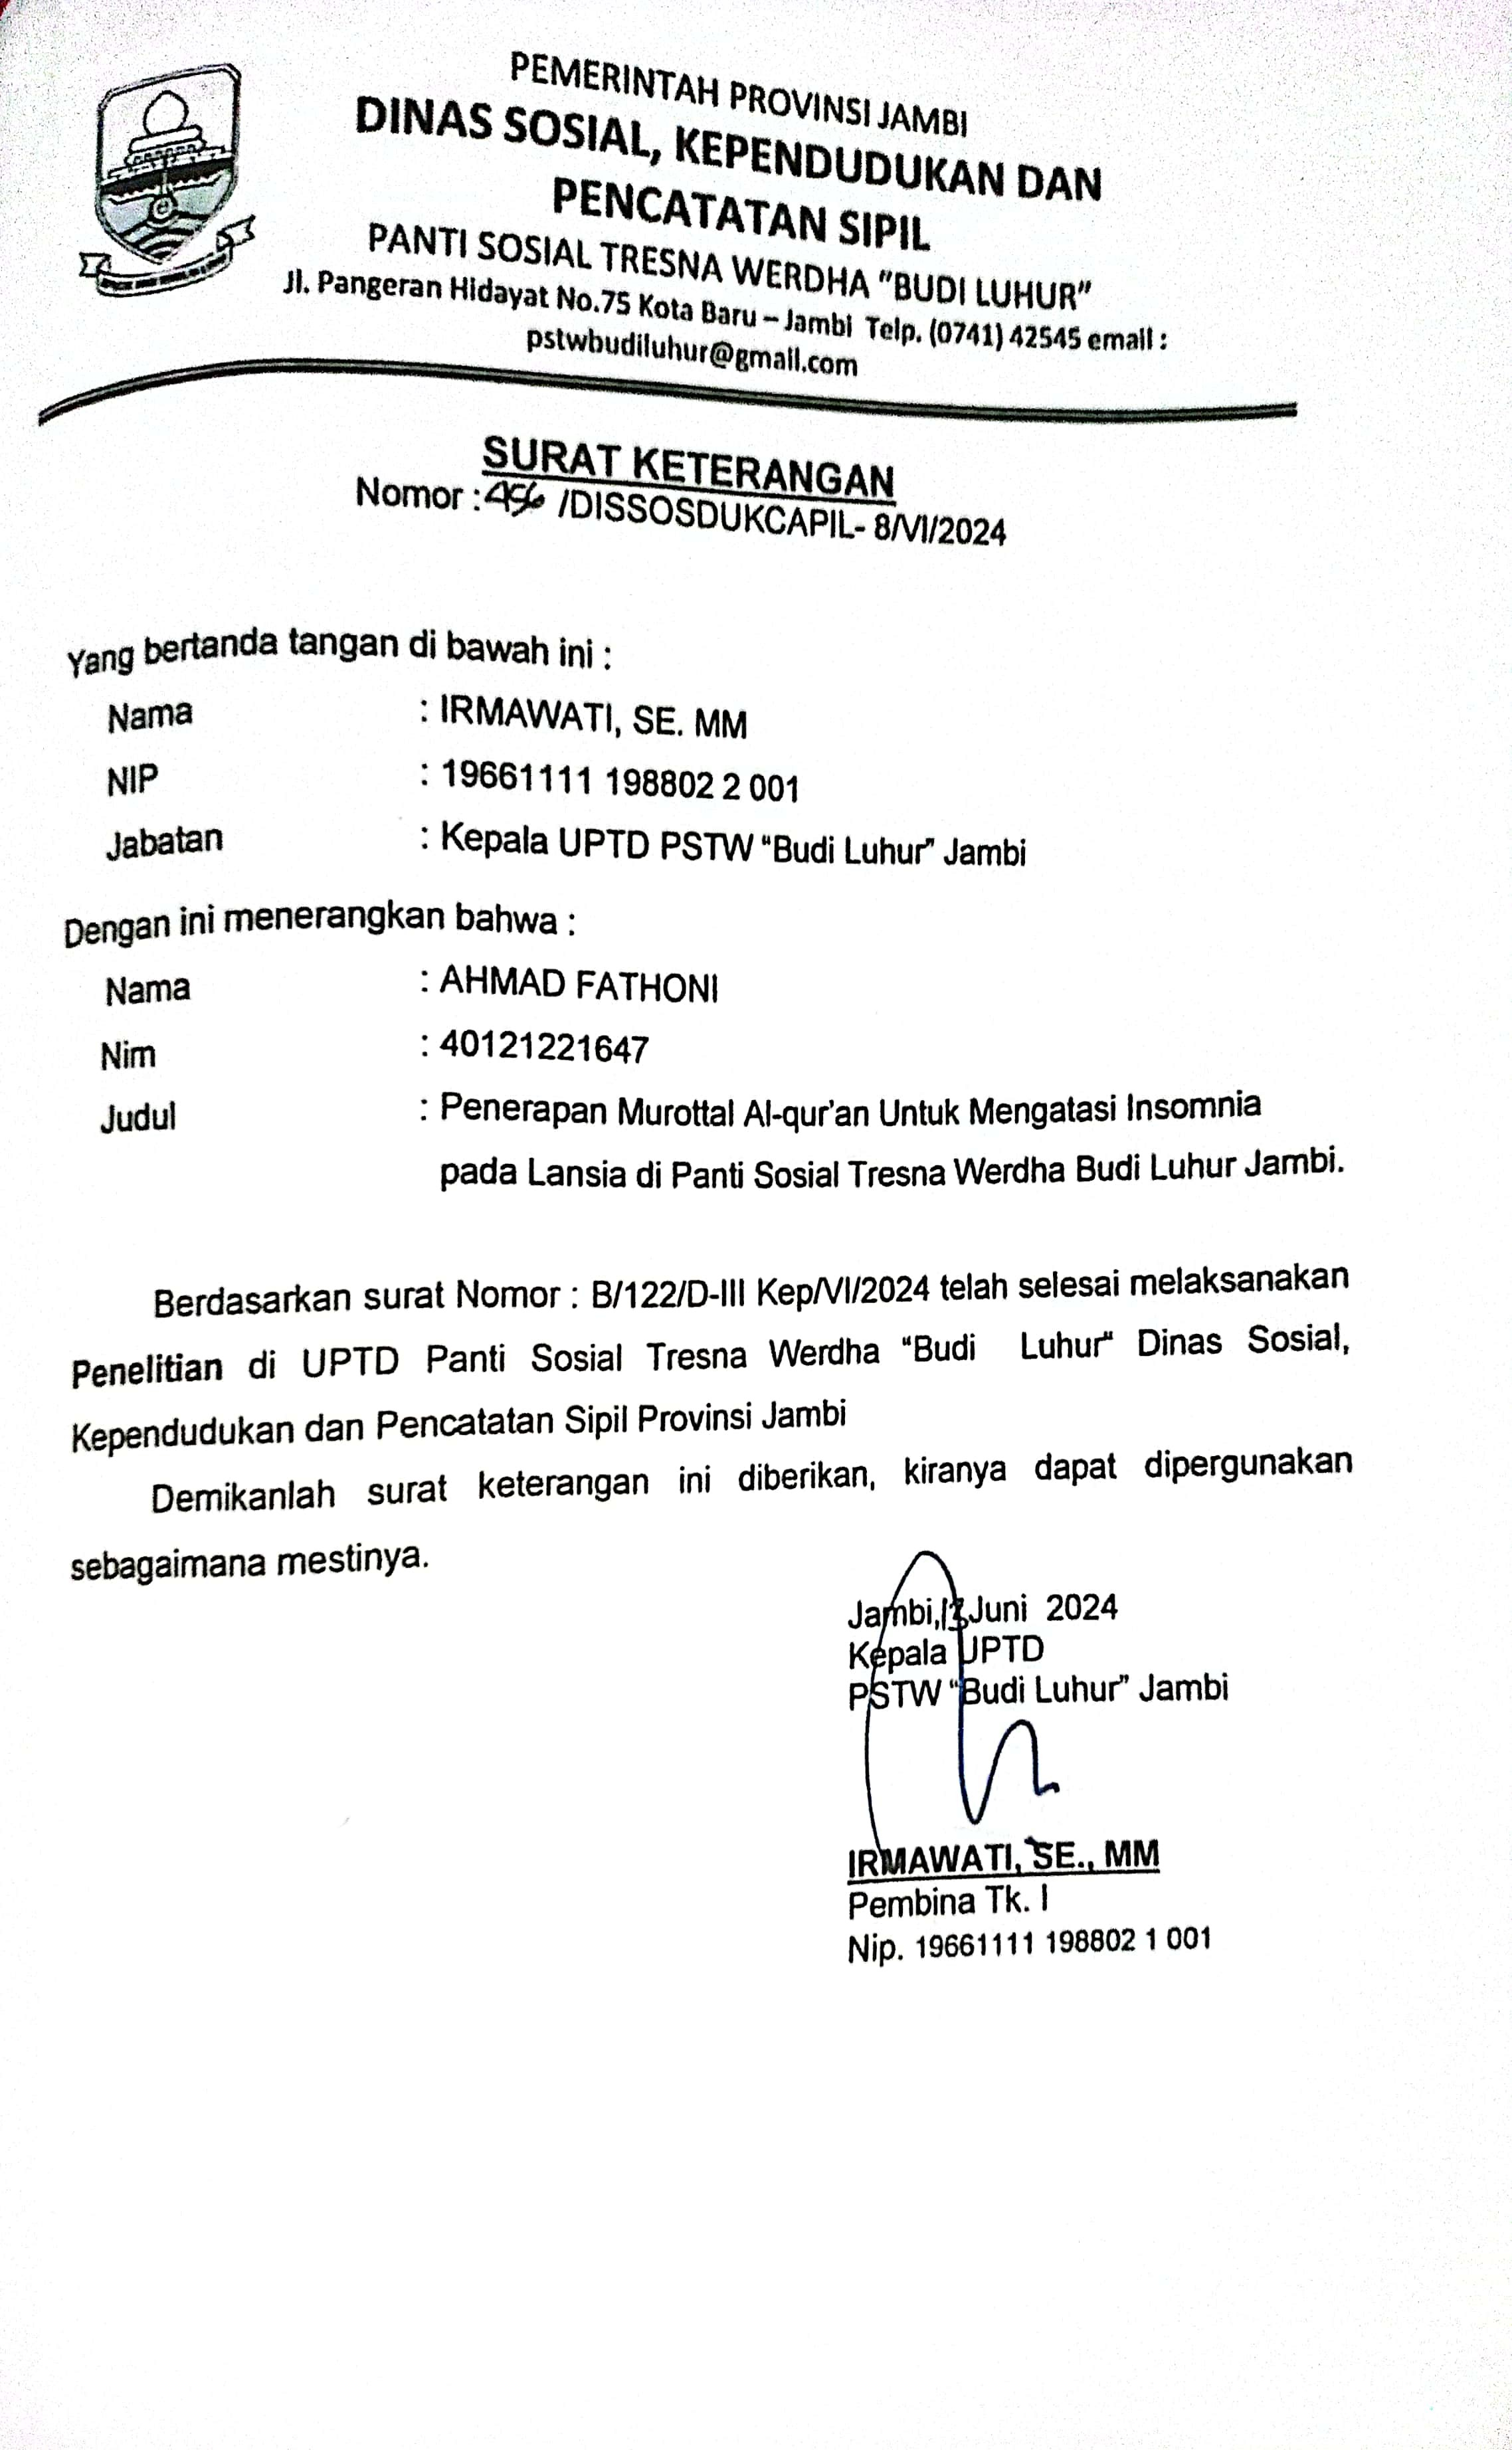 PEMERINTAH PROVINSI JAMBI
DINAS SOSIAL, KEPENDUDUKAN DAN
PENCATATAN SIPIL
PANTI SOSIAL TRESNA WERDHA "BUDI LUHUR"
Jl. Pangeran Hidayat No.75 Kota Baru – Jambi Telp. (0741) 42545 email :
pstwbudiluhur@gmail.com
SURAT KETERANGAN
Nomor : /DISSOSDUKCAPIL- 8/VI/2024
Yang bertanda tangan di bawah ini :
Nama : IRMAWATI, SE. MM
NIP : 19661111 198802 2 001
Jabatan : Kepala UPTD PSTW "Budi Luhur" Jambi
Dengan ini menerangkan bahwa :
Nama : AHMAD FATHONI
Nim : 40121221647
Judul : Penerapan Murottal Al-qur'an Untuk Mengatasi Insomnia
pada Lansia di Panti Sosial Tresna Werdha Budi Luhur Jambi.
Berdasarkan surat Nomor : B/122/D-III Kep/VI/2024 telah selesai melaksanakan
Penelitian di UPTD Panti Sosial Tresna Werdha "Budi Luhur" Dinas Sosial,
Kependudukan dan Pencatatan Sipil Provinsi Jambi
Demikanlah surat keterangan ini diberikan, kiranya dapat dipergunakan
sebagaimana mestinya.
Jambi, Juni 2024
Kepala UPTD
PSTW "Budi Luhur" Jambi
IRMAWATI, SE., MM
Pembina Tk. I
Nip. 19661111 198802 1 001